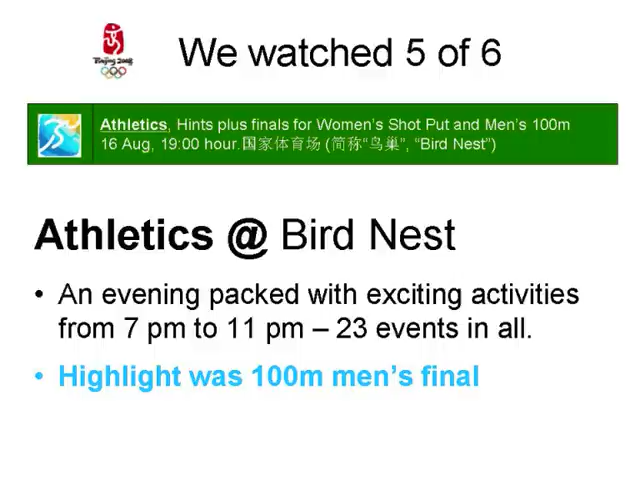 We watched 5 of 6
Beijing 2008
Athletics, Hints plus finals for Women's Shot Put and Men's 100m
16 Aug, 19:00 hour.国家体育场 (简称“鸟巢”, “Bird Nest”)
Athletics @ Bird Nest
• An evening packed with exciting activities
from 7 pm to 11 pm – 23 events in all.
• Highlight was 100m men's final